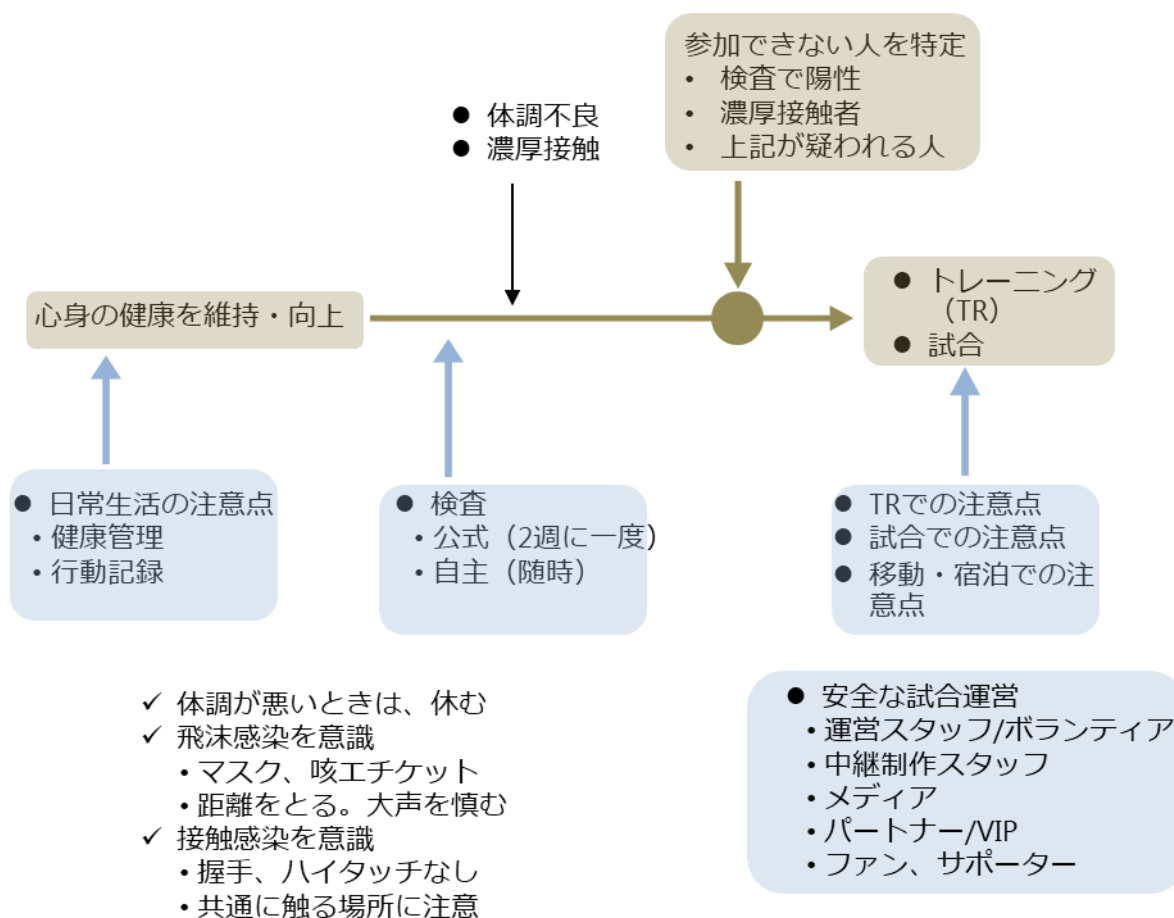 参加できない人を特定
• 検査で陽性
• 濃厚接触者
• 上記が疑われる人
● 体調不良
● 濃厚接触
心身の健康を維持・向上
● トレーニング
（TR）
● 試合
● 日常生活の注意点
・健康管理
・行動記録
● 検査
・公式（2週に一度）
・自主（随時）
● TRでの注意点
● 試合での注意点
● 移動・宿泊での注
意点
✓ 体調が悪いときは、休む
✓ 飛沫感染を意識
・マスク、咳エチケット
・距離をとる。大声を慎む
✓ 接触感染を意識
・握手、ハイタッチなし
・共通に触る場所に注意
● 安全な試合運営
・運営スタッフ/ボランティア
・中継制作スタッフ
・メディア
・パートナー/VIP
・ファン、サポーター